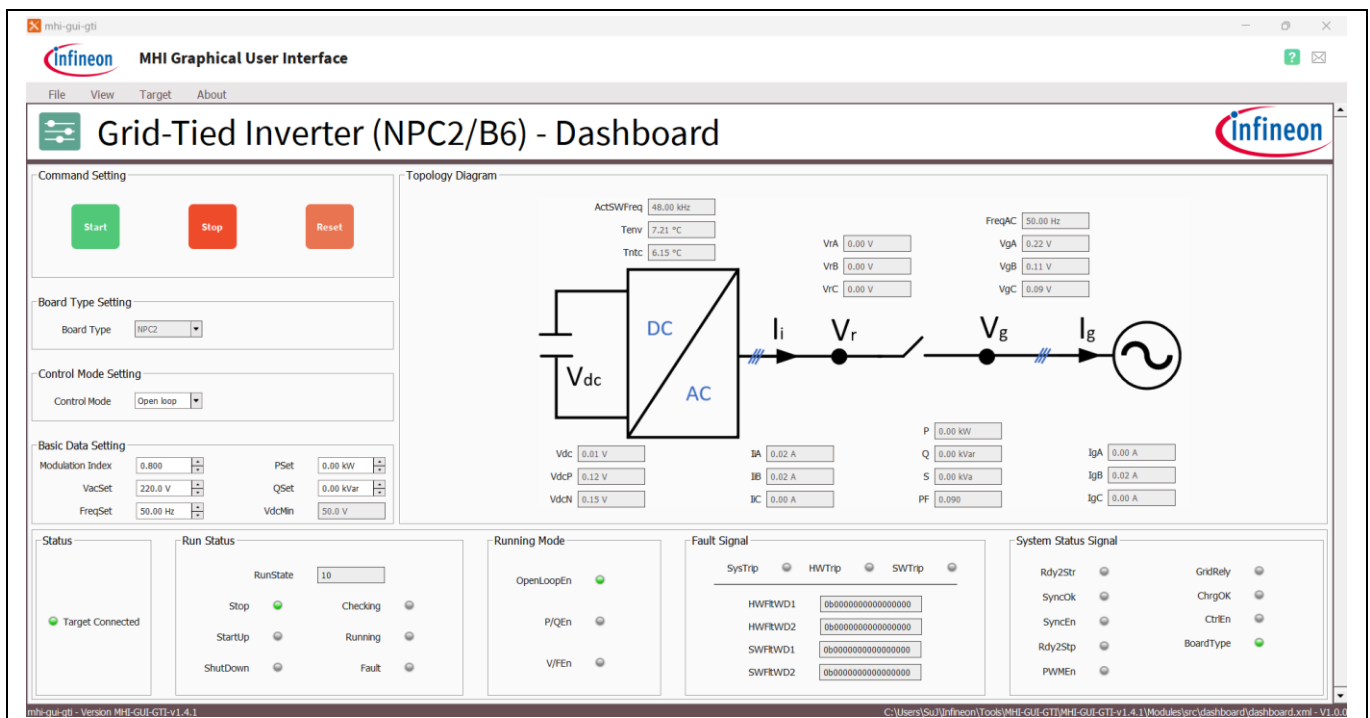 mhi-gui-gti
infineon MHI Graphical User Interface ?
File View Target About
Grid-Tied Inverter (NPC2/B6) - Dashboard infineon
Command Setting
Start Stop Reset
Board Type Setting
Board Type NPC2
Control Mode Setting
Control Mode Open loop
Basic Data Setting
Modulation Index 0.800 PSet 0.00 kW
VacSet 220.0 V QSet 0.00 kVar
FreqSet 50.00 Hz VdcMin 50.0 V
Topology Diagram
ActSWFreq 48.00 kHz
Tenv 7.21 °C
Tntc 6.15 °C
VrA 0.00 V
VrB 0.00 V
VrC 0.00 V
FreqAC 50.00 Hz
VgA 0.22 V
VgB 0.11 V
VgC 0.09 V
Vdc
DC
AC
Ii Vr Vg Ig
Vdc 0.01 V
VdcP 0.12 V
VdcN 0.15 V
IiA 0.02 A
IiB 0.02 A
IiC 0.00 A
P 0.00 kW
Q 0.00 kVar
S 0.00 kVa
PF 0.090
IgA 0.00 A
IgB 0.02 A
IgC 0.00 A
Status
Target Connected
Run Status
RunState 10
Stop Checking
StartUp Running
ShutDown Fault
Running Mode
OpenLoopEn
P/QEn
V/FEn
Fault Signal
SysTrip HWTrip SWTrip
HWFltWD1 0b0000000000000000
HWFltWD2 0b0000000000000000
SWFltWD1 0b0000000000000000
SWFltWD2 0b0000000000000000
System Status Signal
Rdy2Str GridRely
SyncOk ChrgOK
SyncEn CtrlEn
Rdy2Stp BoardType
PWMEn
mhi-gui-gti - Version MHI-GUI-GTI-v1.4.1 C:\Users\SuJ\Infineon\Tools\MHI-GUI-GTI\MHI-GUI-GTI-v1.4.1\Modules\src\dashboard\dashboard.xml - V1.0.0